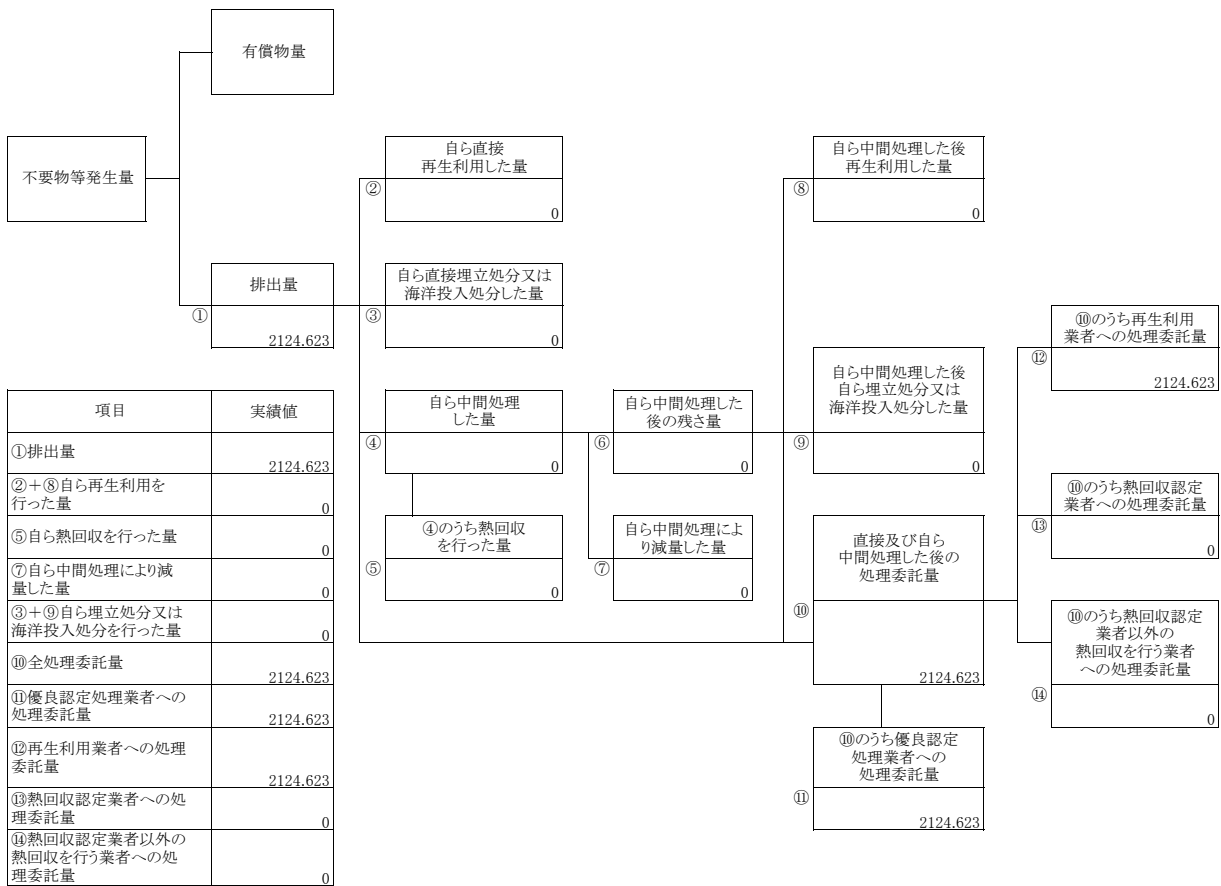 有償物量
不要物等発生量
排出量
①
2124.623
自ら直接
再生利用した量
②
0
自ら直接埋立処分又は
海洋投入処分した量
③
0
自ら中間処理
した量
④
0
④のうち熱回収
を行った量
⑤
0
自ら中間処理した
後の残さ量
⑥
0
自ら中間処理によ
り減量した量
⑦
0
自ら中間処理した後
再生利用した量
⑧
0
自ら中間処理した後
自ら埋立処分又は
海洋投入処分した量
⑨
0
直接及び自ら
中間処理した後の
処理委託量
⑩
2124.623
⑩のうち優良認定
処理業者への
処理委託量
⑪
2124.623
⑩のうち再生利用
業者への処理委託量
⑫
2124.623
⑩のうち熱回収認定
業者への処理委託量
⑬
0
⑩のうち熱回収認定
業者以外の
熱回収を行う業者
への処理委託量
⑭
0
項目 実績値
①排出量
2124.623
②+⑧自ら再生利用を
行った量
0
⑤自ら熱回収を行った量
0
⑦自ら中間処理により減
量した量
0
③+⑨自ら埋立処分又は
海洋投入処分を行った量
0
⑩全処理委託量
2124.623
⑪優良認定処理業者への
処理委託量
2124.623
⑫再生利用業者への処理
委託量
2124.623
⑬熱回収認定業者への処
理委託量
0
⑭熱回収認定業者以外の
熱回収を行う業者への処
理委託量
0